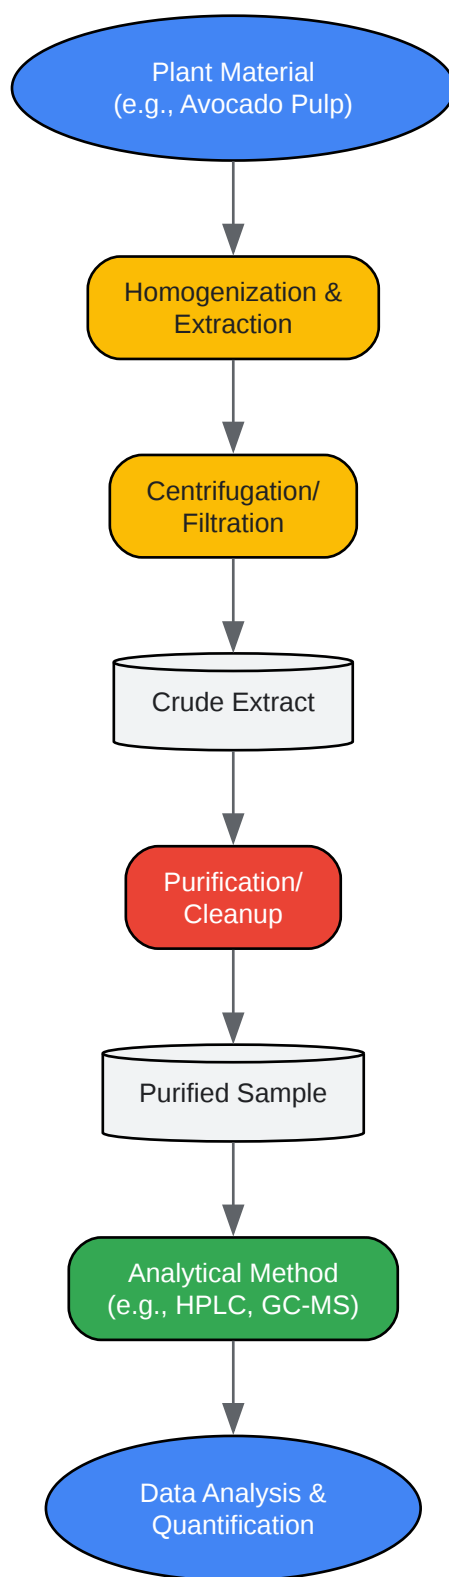 Plant Material
(e.g., Avocado Pulp)
Homogenization &
Extraction
Centrifugation/
Filtration
Crude Extract
Purification/
Cleanup
Purified Sample
Analytical Method
(e.g., HPLC, GC-MS)
Data Analysis &
Quantification